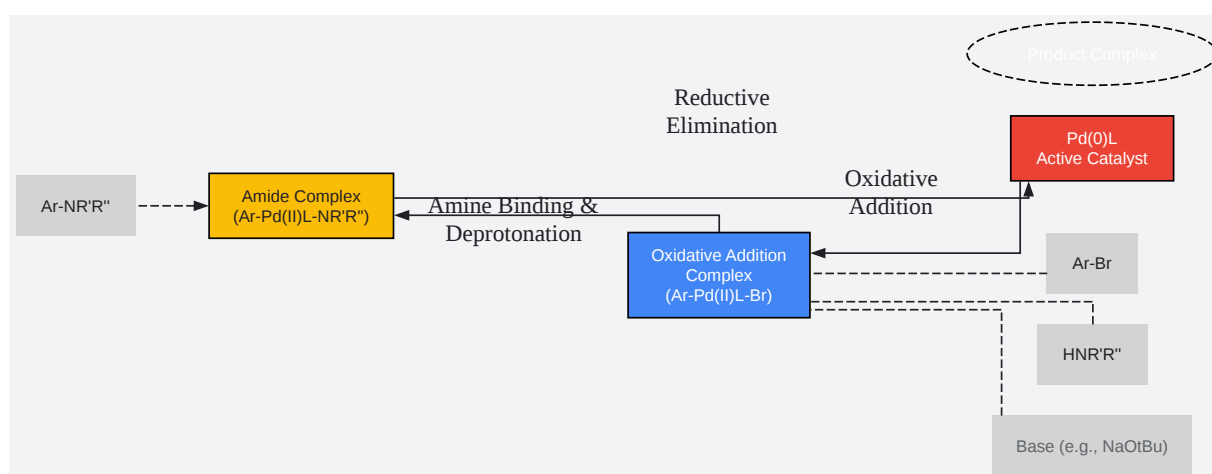 Product Complex
Reductive
Elimination
Pd(0)L
Active Catalyst
Oxidative
Addition
Ar-NR'R"
Amide Complex
(Ar-Pd(II)L-NR'R")
Amine Binding &
Deprotonation
Oxidative Addition
Complex
(Ar-Pd(II)L-Br)
Ar-Br
HNR'R"
Base (e.g., NaOtBu)